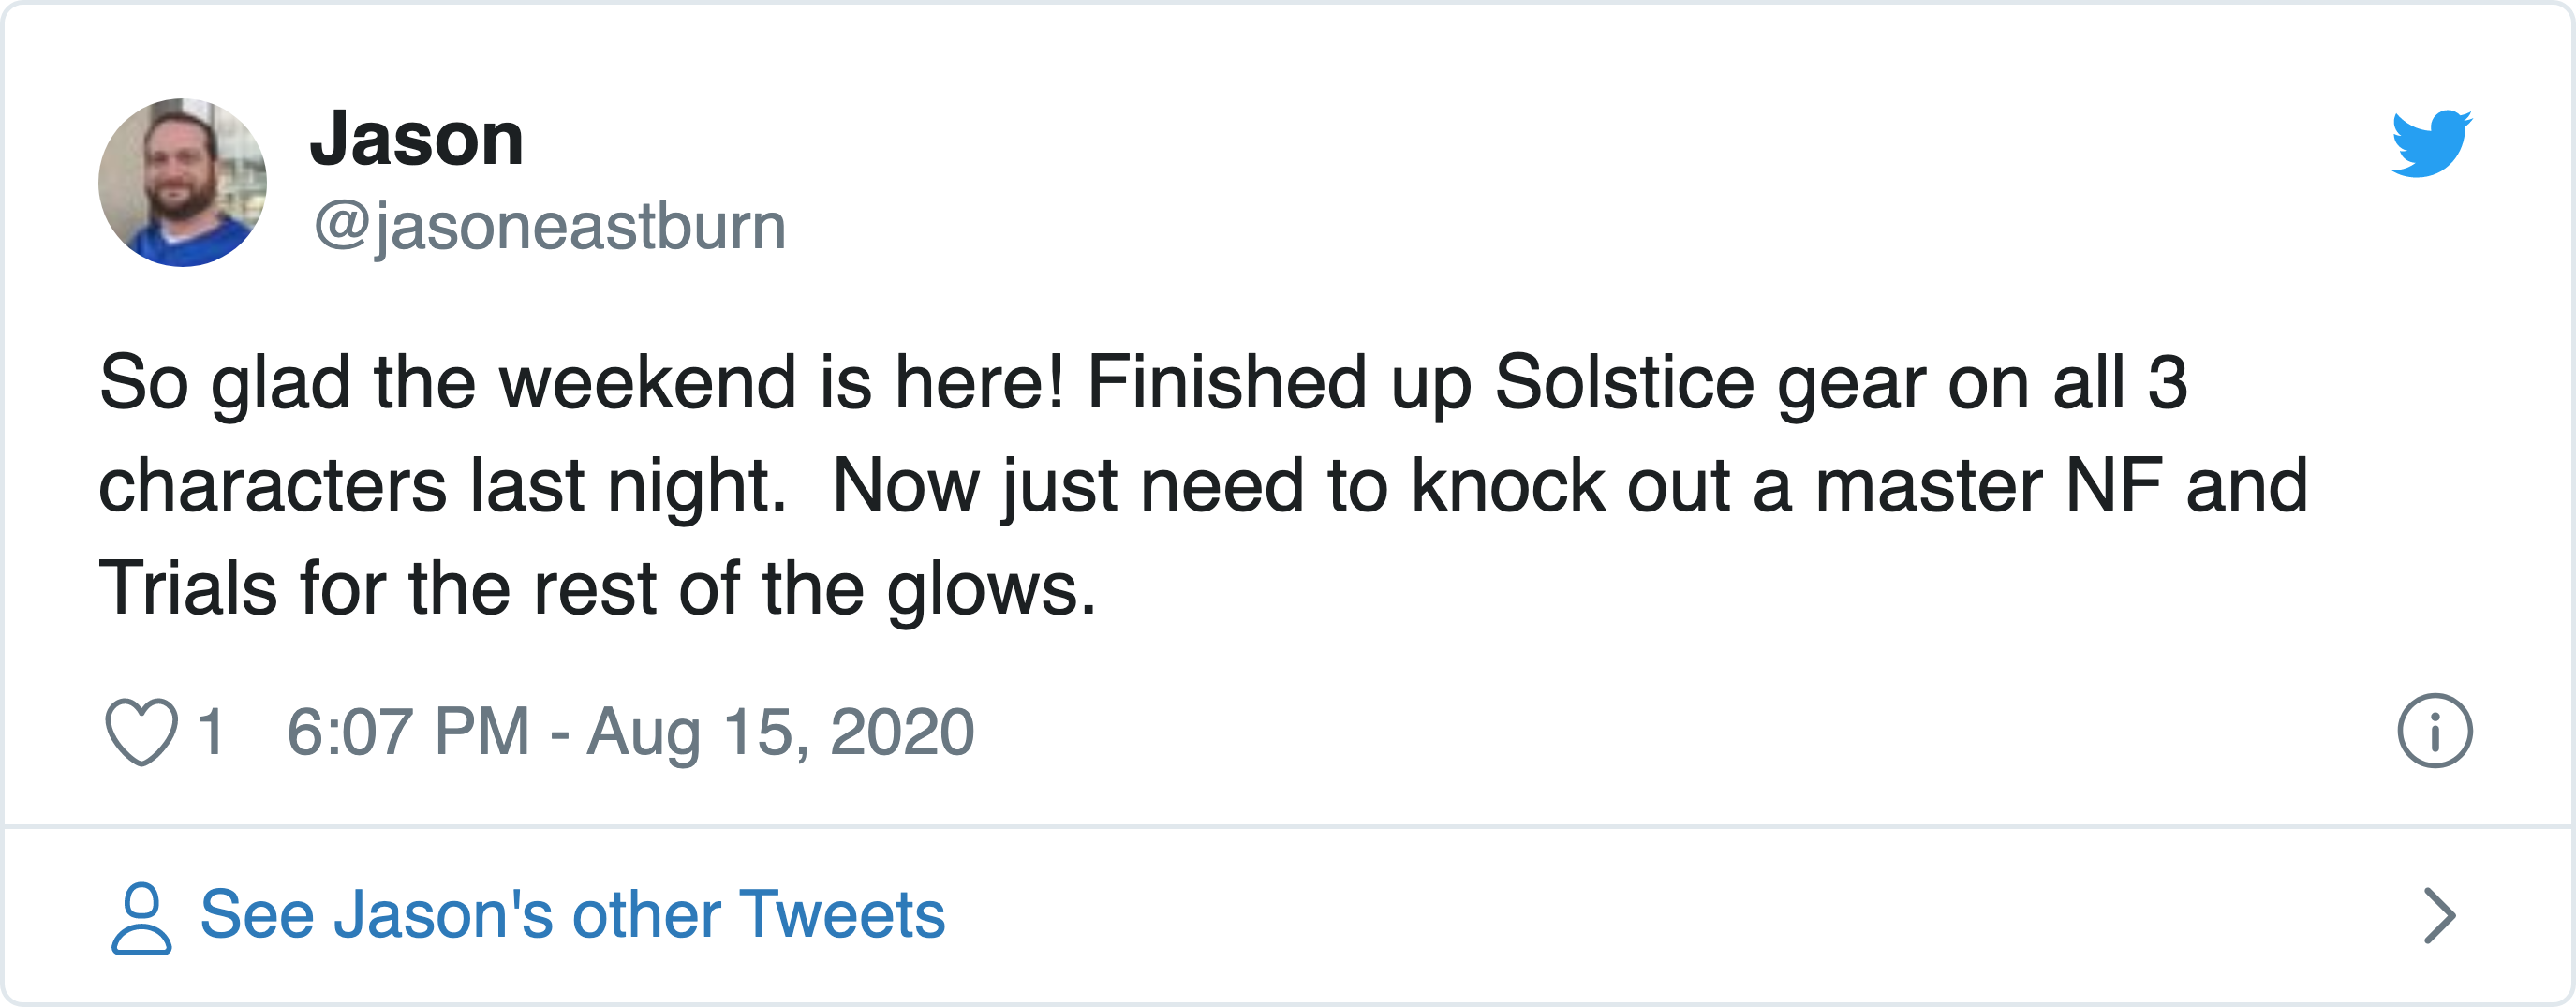 Jason
@jasoneastburn
So glad the weekend is here! Finished up Solstice gear on all 3
characters last night.  Now just need to knock out a master NF and
Trials for the rest of the glows.
1 6:07 PM - Aug 15, 2020
See Jason's other Tweets